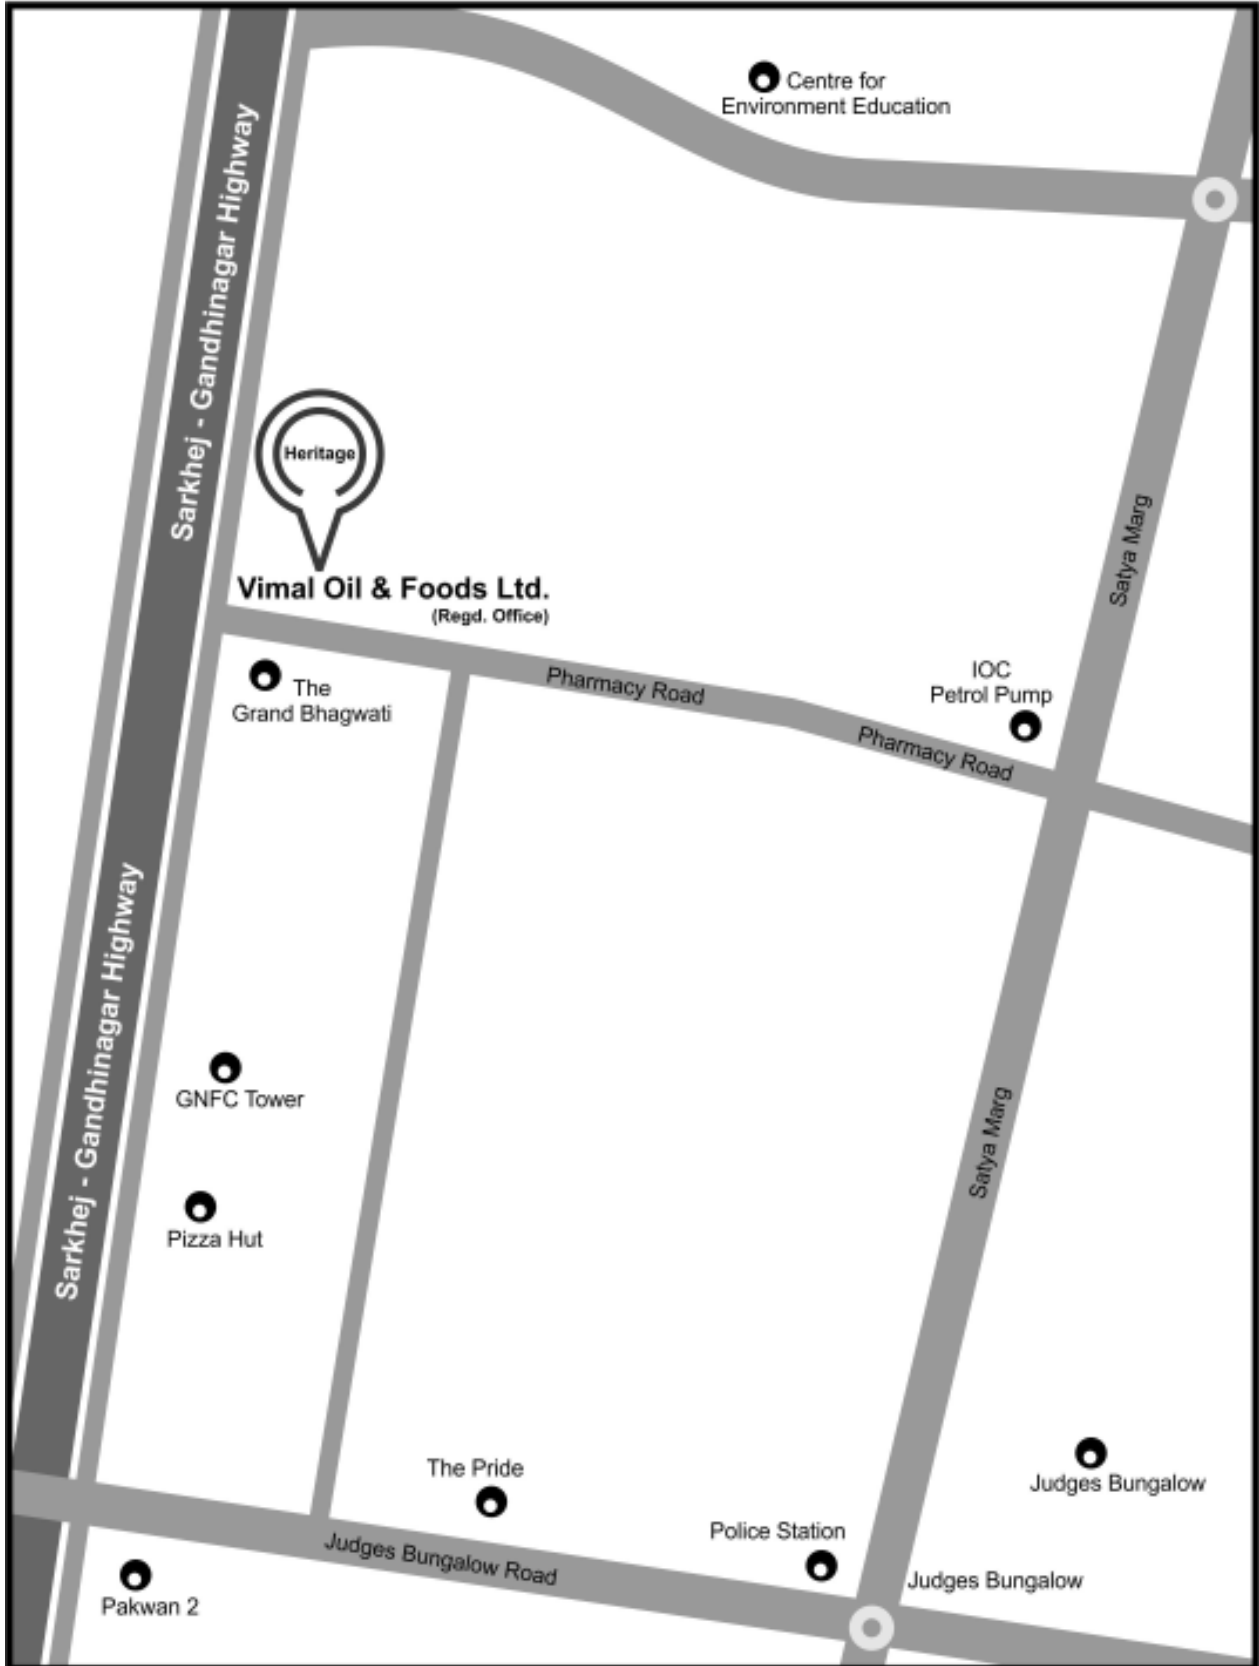 Centre for
Environment Education
Sarkhej - Gandhinagar Highway
Heritage
Satya Marg
Vimal Oil & Foods Ltd.
(Regd. Office)
The
Grand Bhagwati
Pharmacy Road
IOC
Petrol Pump
Pharmacy Road
Sarkhej - Gandhinagar Highway
GNFC Tower
Satya Marg
Pizza Hut
The Pride
Judges Bungalow
Police Station
Judges Bungalow Road
Judges Bungalow
Pakwan 2